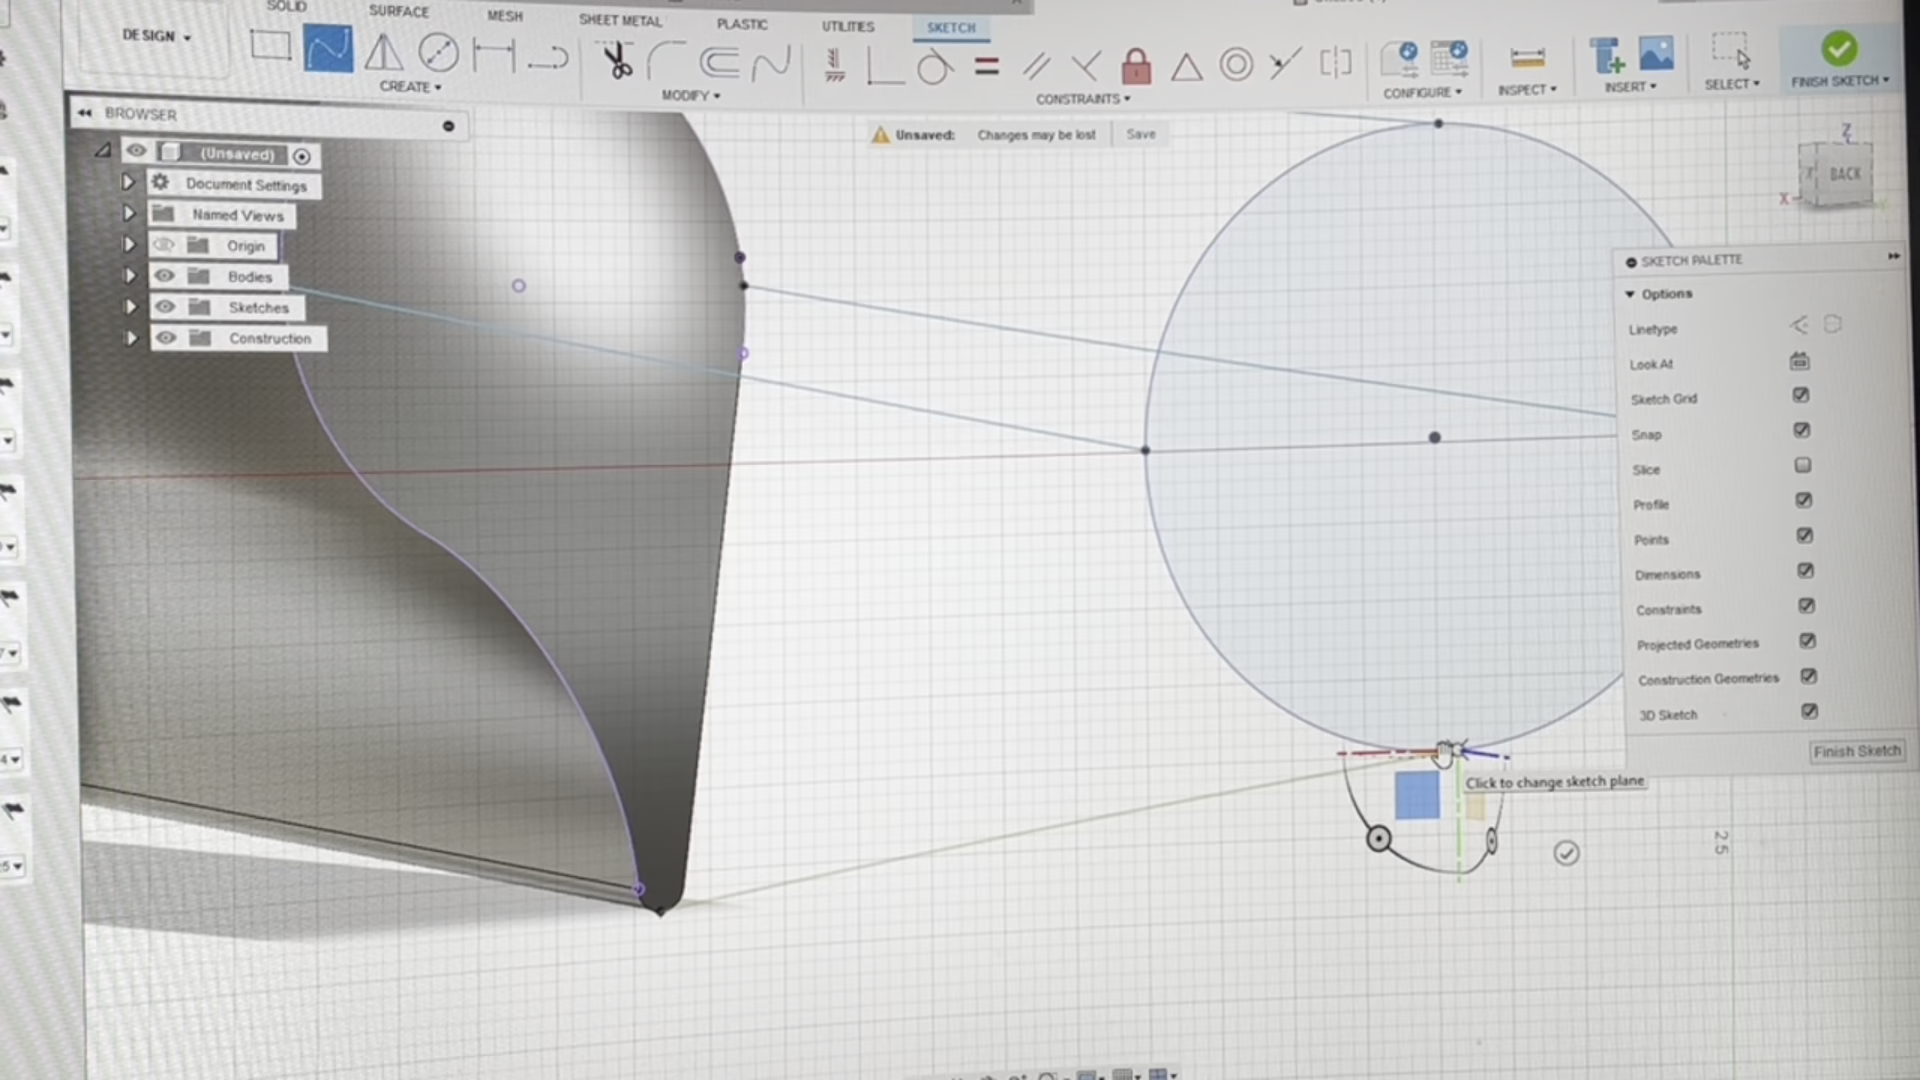 SOLID SURFACE MESH SHEET METAL PLASTIC UTILITIES SKETCH
DESIGN
CREATE MODIFY CONSTRAINTS CONFIGURE INSPECT INSERT SELECT FINISH SKETCH
BROWSER
(Unsaved)
Document Settings
Named Views
Origin
Bodies
Sketches
Construction
Unsaved: Changes may be lost Save
Z
BACK
X
SKETCH PALETTE
Options
Linetype
Look At
Sketch Grid
Snap
Slice
Profile
Points
Dimensions
Constraints
Projected Geometries
Construction Geometries
3D Sketch
Finish Sketch
Click to change sketch plane
25